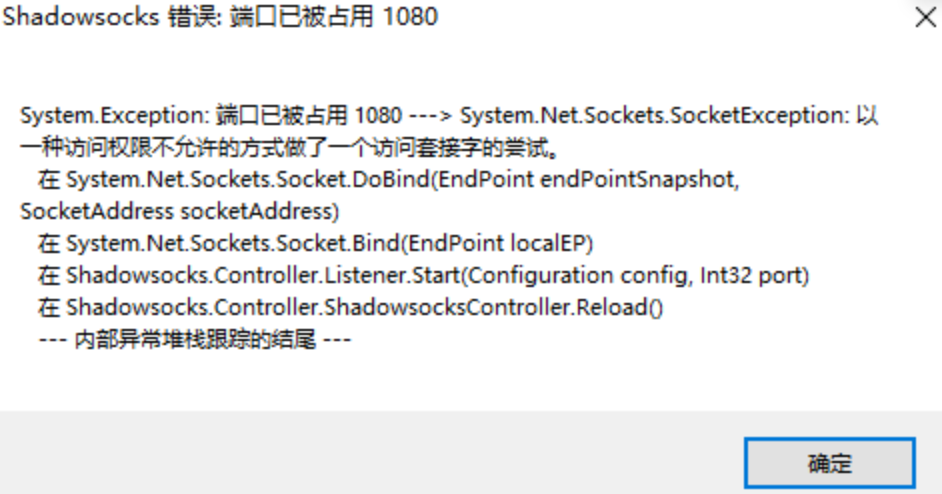 Shadowsocks 错误: 端口已被占用 1080
System.Exception: 端口已被占用 1080 ---> System.Net.Sockets.SocketException: 以
一种访问权限不允许的方式做了一个访问套接字的尝试。
在 System.Net.Sockets.Socket.DoBind(EndPoint endPointSnapshot,
SocketAddress socketAddress)
在 System.Net.Sockets.Socket.Bind(EndPoint localEP)
在 Shadowsocks.Controller.Listener.Start(Configuration config, Int32 port)
在 Shadowsocks.Controller.ShadowsocksController.Reload()
--- 内部异常堆栈跟踪的结尾 ---
确定